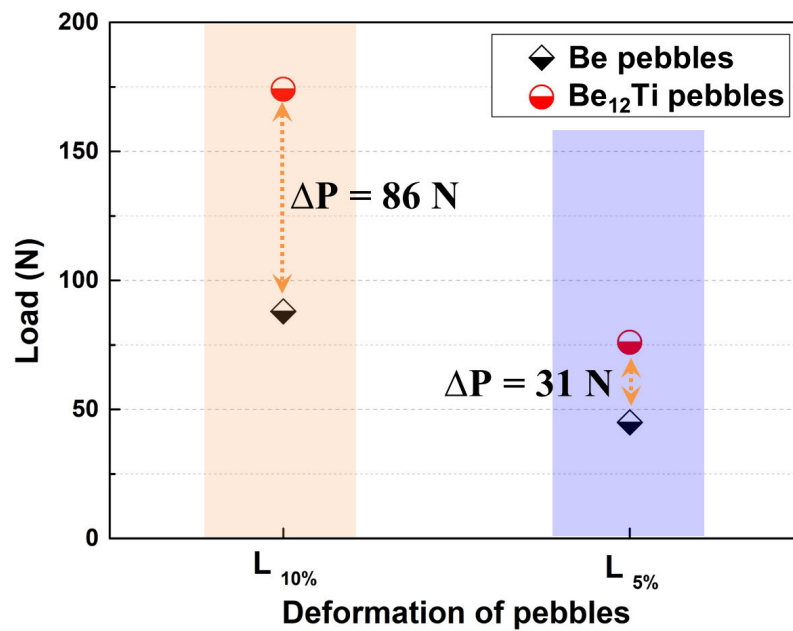 200
150
100
50
0
Load (N)
Be pebbles
Be₁₂Ti pebbles
ΔP = 86 N
ΔP = 31 N
L 10%
L 5%
Deformation of pebbles